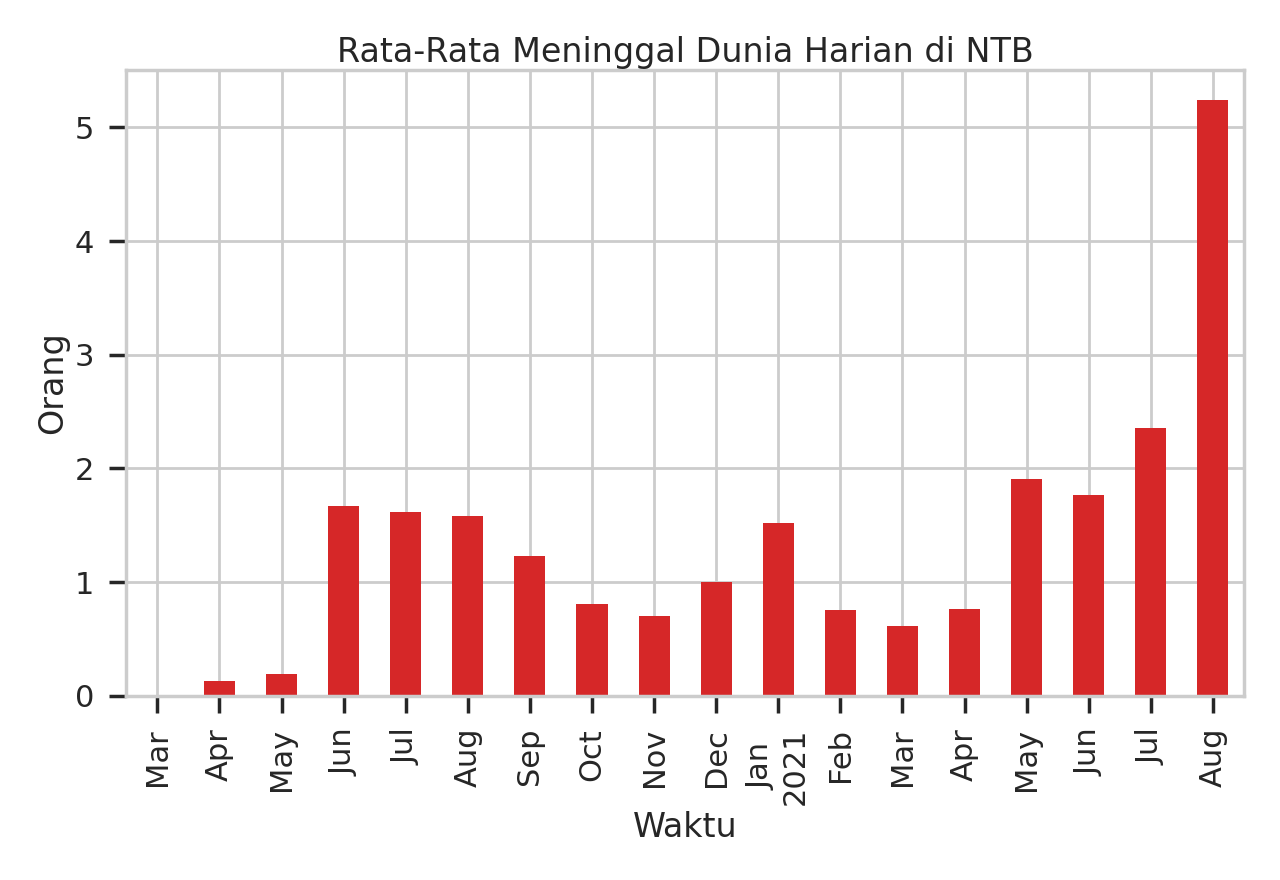 Rata-Rata Meninggal Dunia Harian di NTB
Orang
5
4
3
2
1
0
Mar
Apr
May
Jun
Jul
Aug
Sep
Oct
Nov
Dec
Jan
2021
Feb
Mar
Apr
May
Jun
Jul
Aug
Waktu